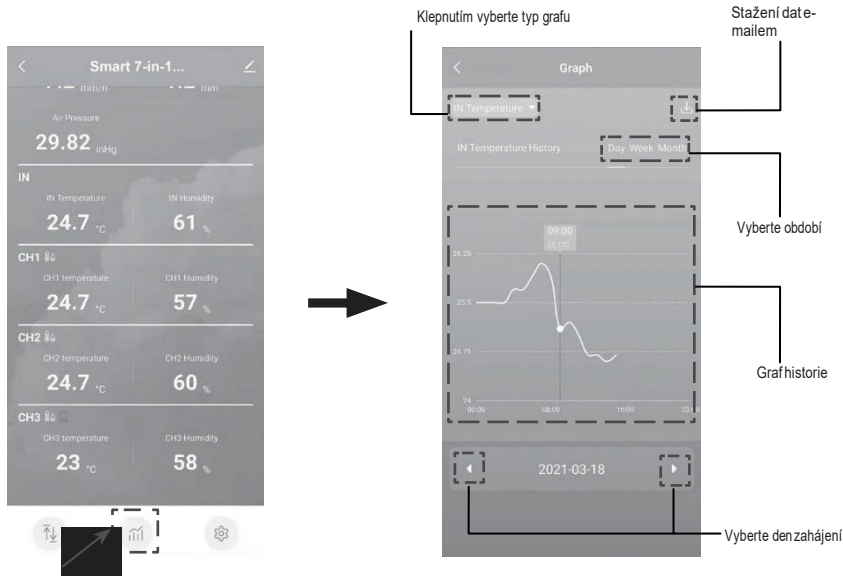 Klepnutím vyberte typ grafu
Stažení dat e-
mailem
Smart 7-in-1...
mm/h
mm
Air Pressure
29.82 inHg
IN
IN Temperature
IN Humidity
24.7 °C
61 %
CH1
CH1 temperature
CH1 Humidity
24.7 °C
57 %
CH2
CH2 temperature
CH2 Humidity
24.7 °C
60 %
CH3
CH3 temperature
CH3 Humidity
23 °C
58 %
Graph
IN Temperature
IN Temperature History
Day Week Month
Vyberte období
09:00
26.25
25.5
24.75
24
00:00
08:00
16:00
Graf historie
2021-03-18
Vyberte den zahájení